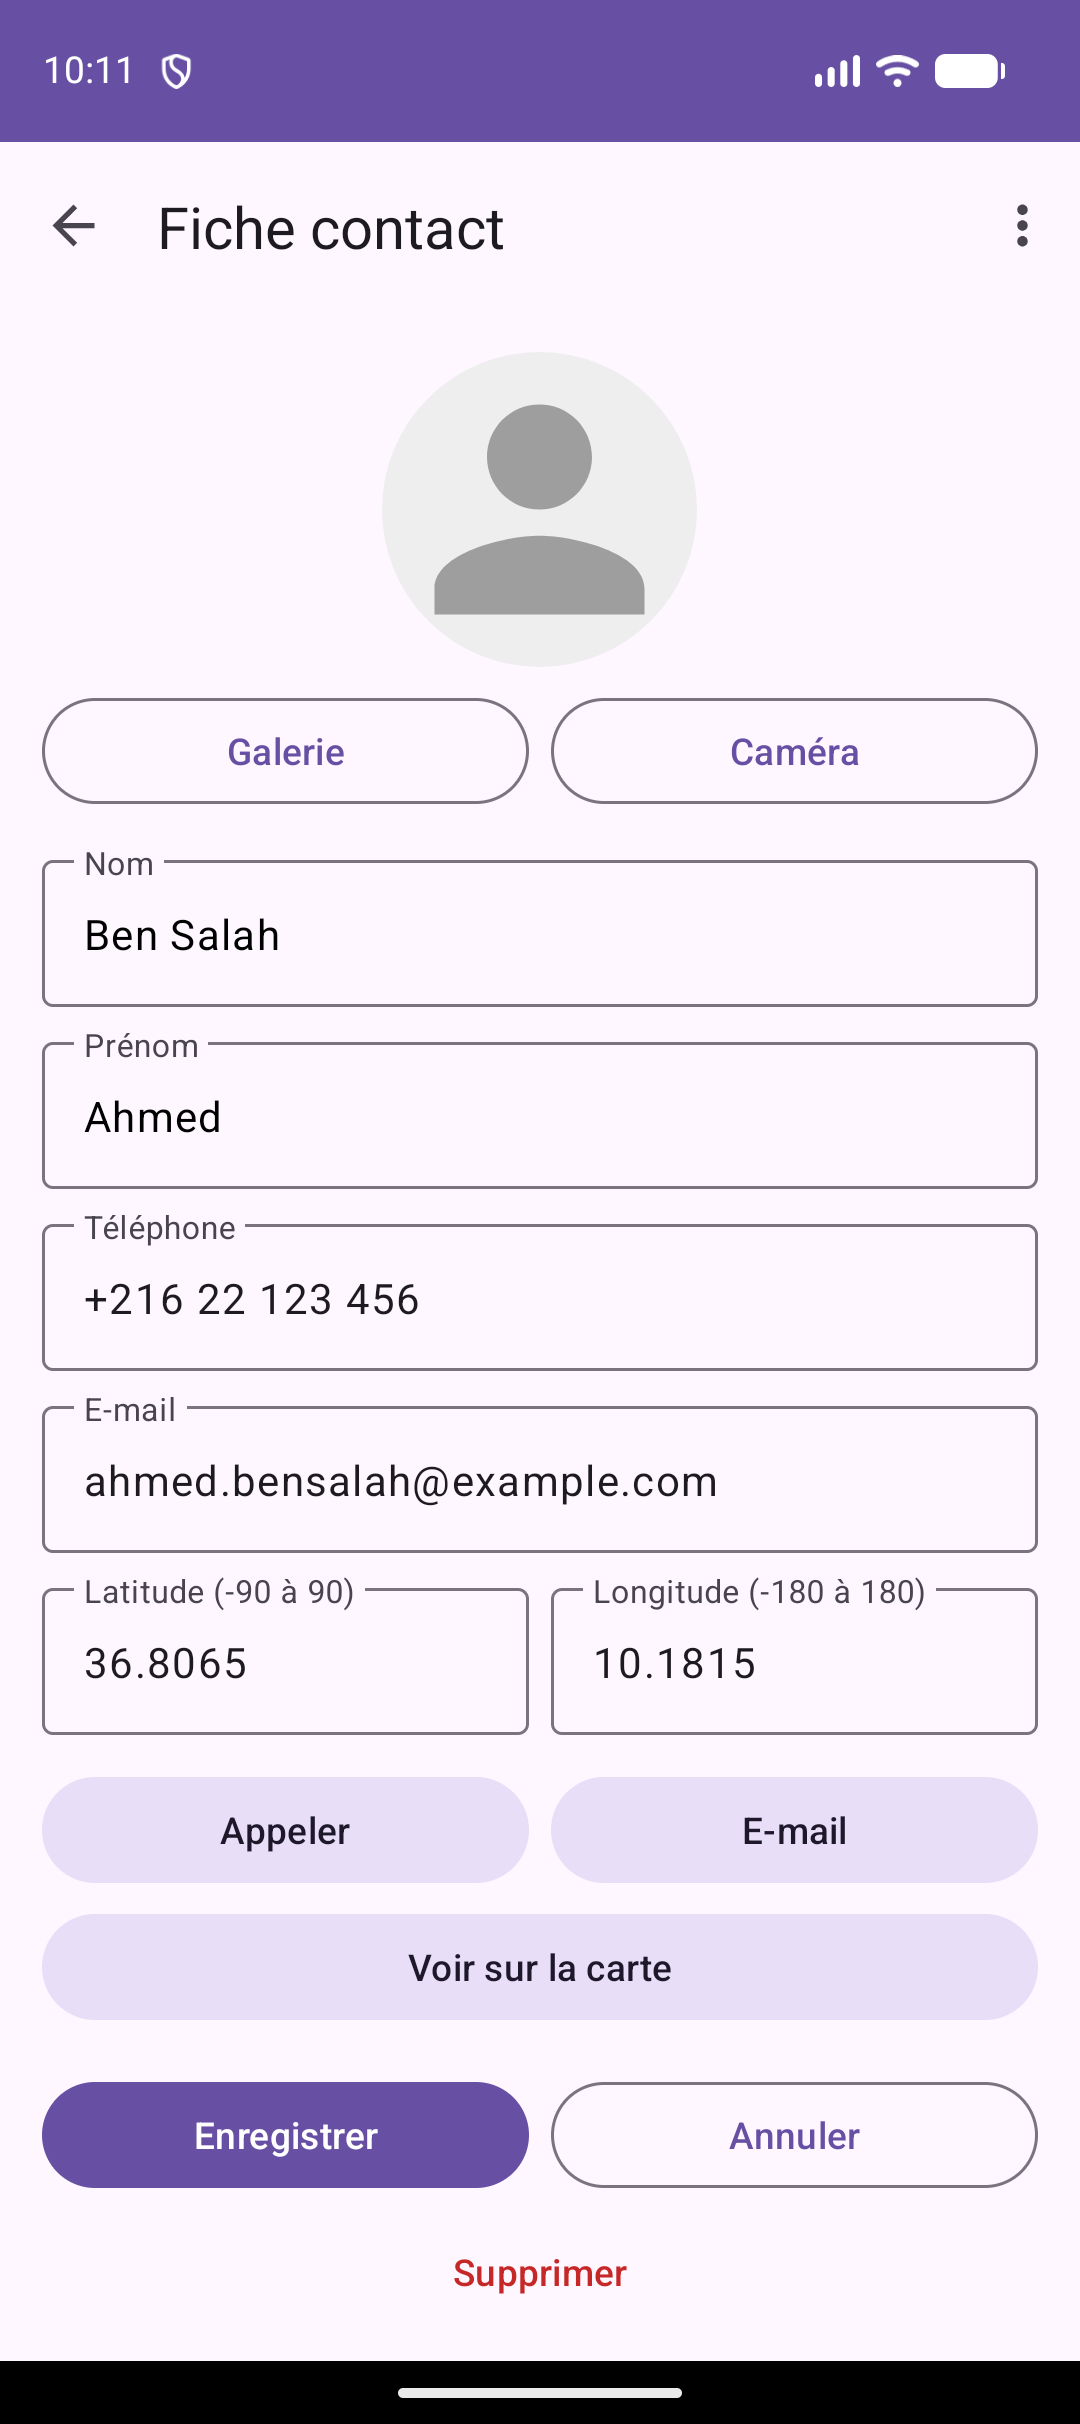 10:11
Fiche contact
Galerie
Caméra
Nom
Ben Salah
Prénom
Ahmed
Téléphone
+216 22 123 456
E-mail
ahmed.bensalah@example.com
Latitude (-90 à 90)
36.8065
Longitude (-180 à 180)
10.1815
Appeler
E-mail
Voir sur la carte
Enregistrer
Annuler
Supprimer